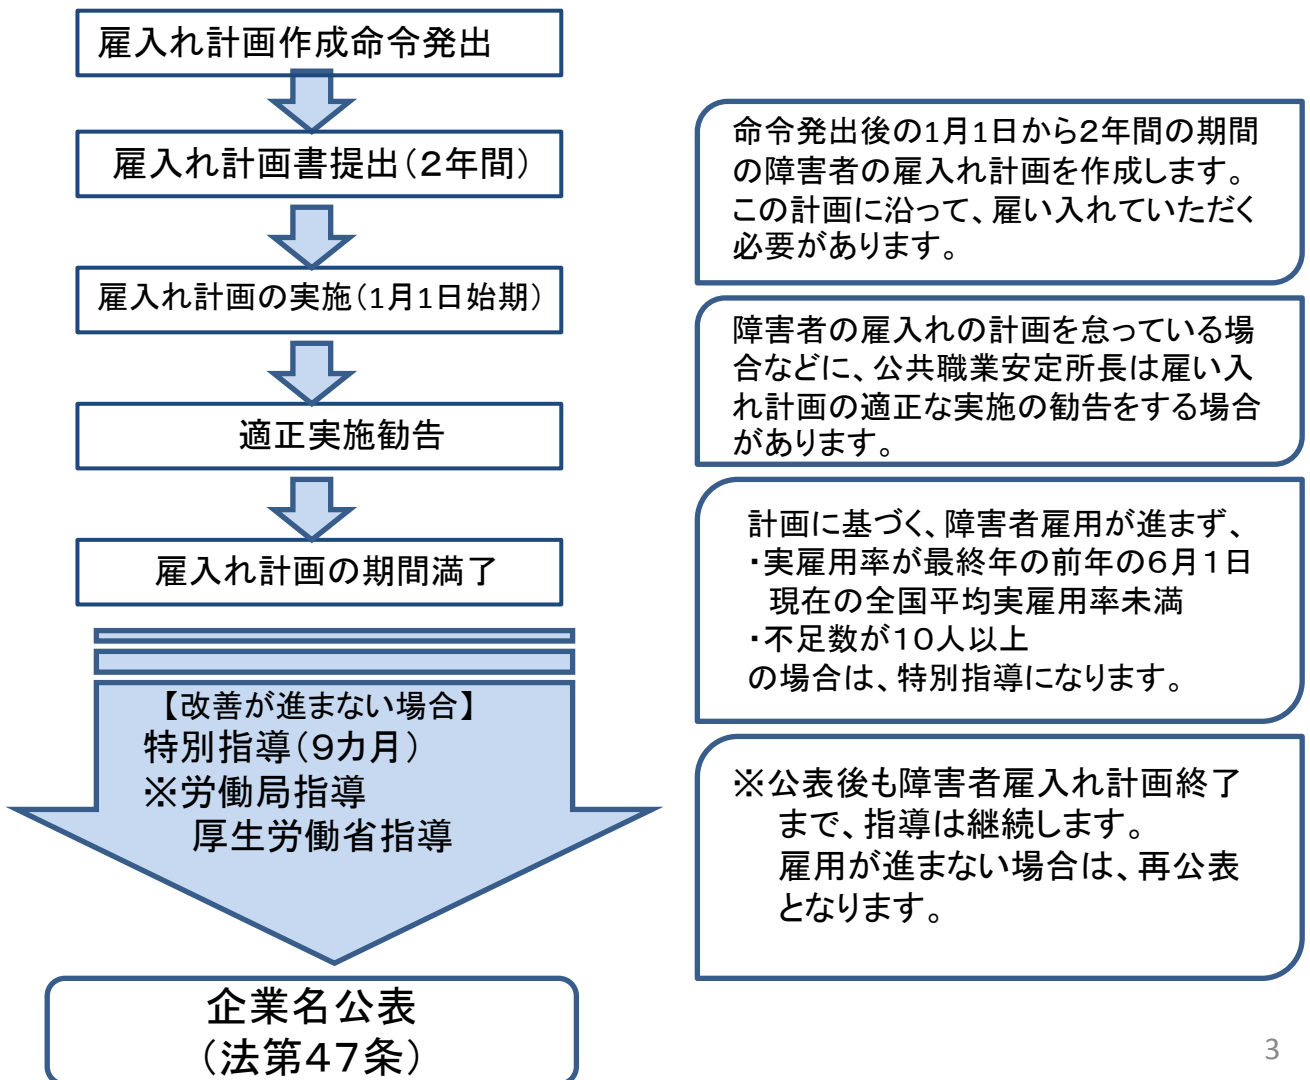 雇入れ計画作成命令発出
雇入れ計画書提出（２年間）
雇入れ計画の実施（1月1日始期）
適正実施勧告
雇入れ計画の期間満了
【改善が進まない場合】
特別指導（９カ月）
※労働局指導
厚生労働省指導
企業名公表
（法第４７条）
命令発出後の1月1日から２年間の期間
の障害者の雇入れ計画を作成します。
この計画に沿って、雇い入れていただく
必要があります。
障害者の雇入れの計画を怠っている場
合などに、公共職業安定所長は雇い入
れ計画の適正な実施の勧告をする場合
があります。
計画に基づく、障害者雇用が進まず、
・実雇用率が最終年の前年の６月１日
現在の全国平均実雇用率未満
・不足数が１０人以上
の場合は、特別指導になります。
※公表後も障害者雇入れ計画終了
まで、指導は継続します。
雇用が進まない場合は、再公表
となります。
3